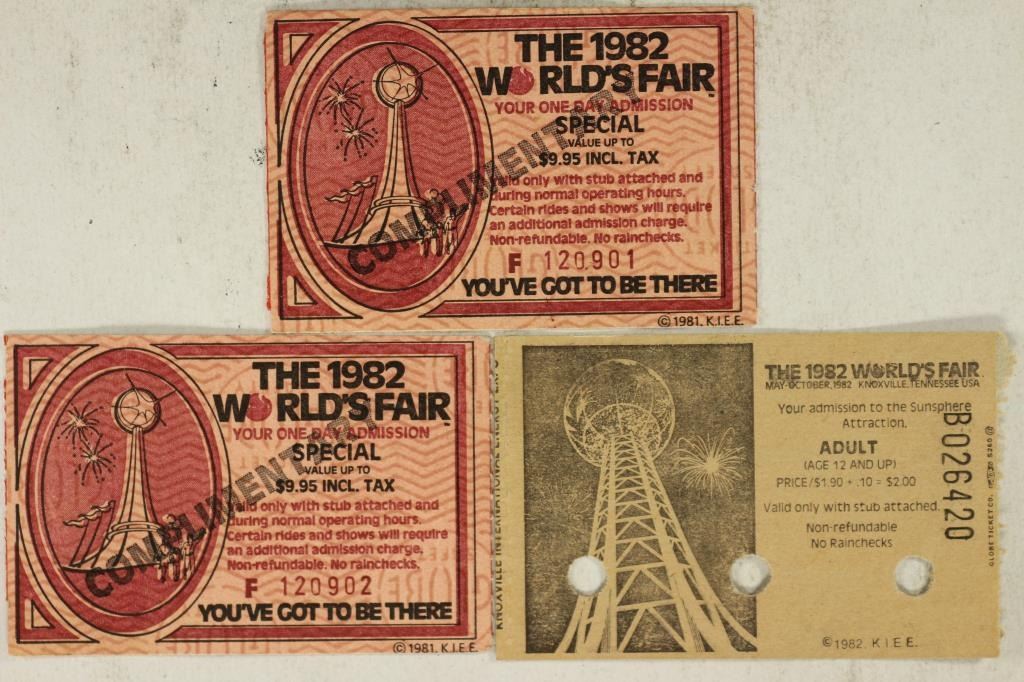 THE 1982
WORLD'S FAIR
YOUR ONE DAY ADMISSION
SPECIAL
VALUE UP TO
$9.95 INCL. TAX
Valid only with stub attached and
during normal operating hours.
Certain rides and shows will require
an additional admission charge.
Non-refundable. No rainchecks.
F 120901
YOU'VE GOT TO BE THERE
©1981. K.I.E.E.
COMPLIMENTARY
THE 1982
WORLD'S FAIR
YOUR ONE DAY ADMISSION
SPECIAL
VALUE UP TO
$9.95 INCL. TAX
Valid only with stub attached and
during normal operating hours.
Certain rides and shows will require
an additional admission charge.
Non-refundable. No rainchecks.
F 120902
YOU'VE GOT TO BE THERE
©1981. K.I.E.E.
COMPLIMENTARY
KNOXVILLE INTERNATIONAL ENERGY EXPO
THE 1982 WORLD'S FAIR
MAY-OCTOBER, 1982 KNOXVILLE, TENNESSEE USA
Your admission to the Sunsphere
Attraction.
ADULT
(AGE 12 AND UP)
PRICE/$1.90 + .10 = $2.00
Valid only with stub attached.
Non-refundable
No Rainchecks
©1982. K.I.E.E.
B026420
GLOBE TICKET CO.